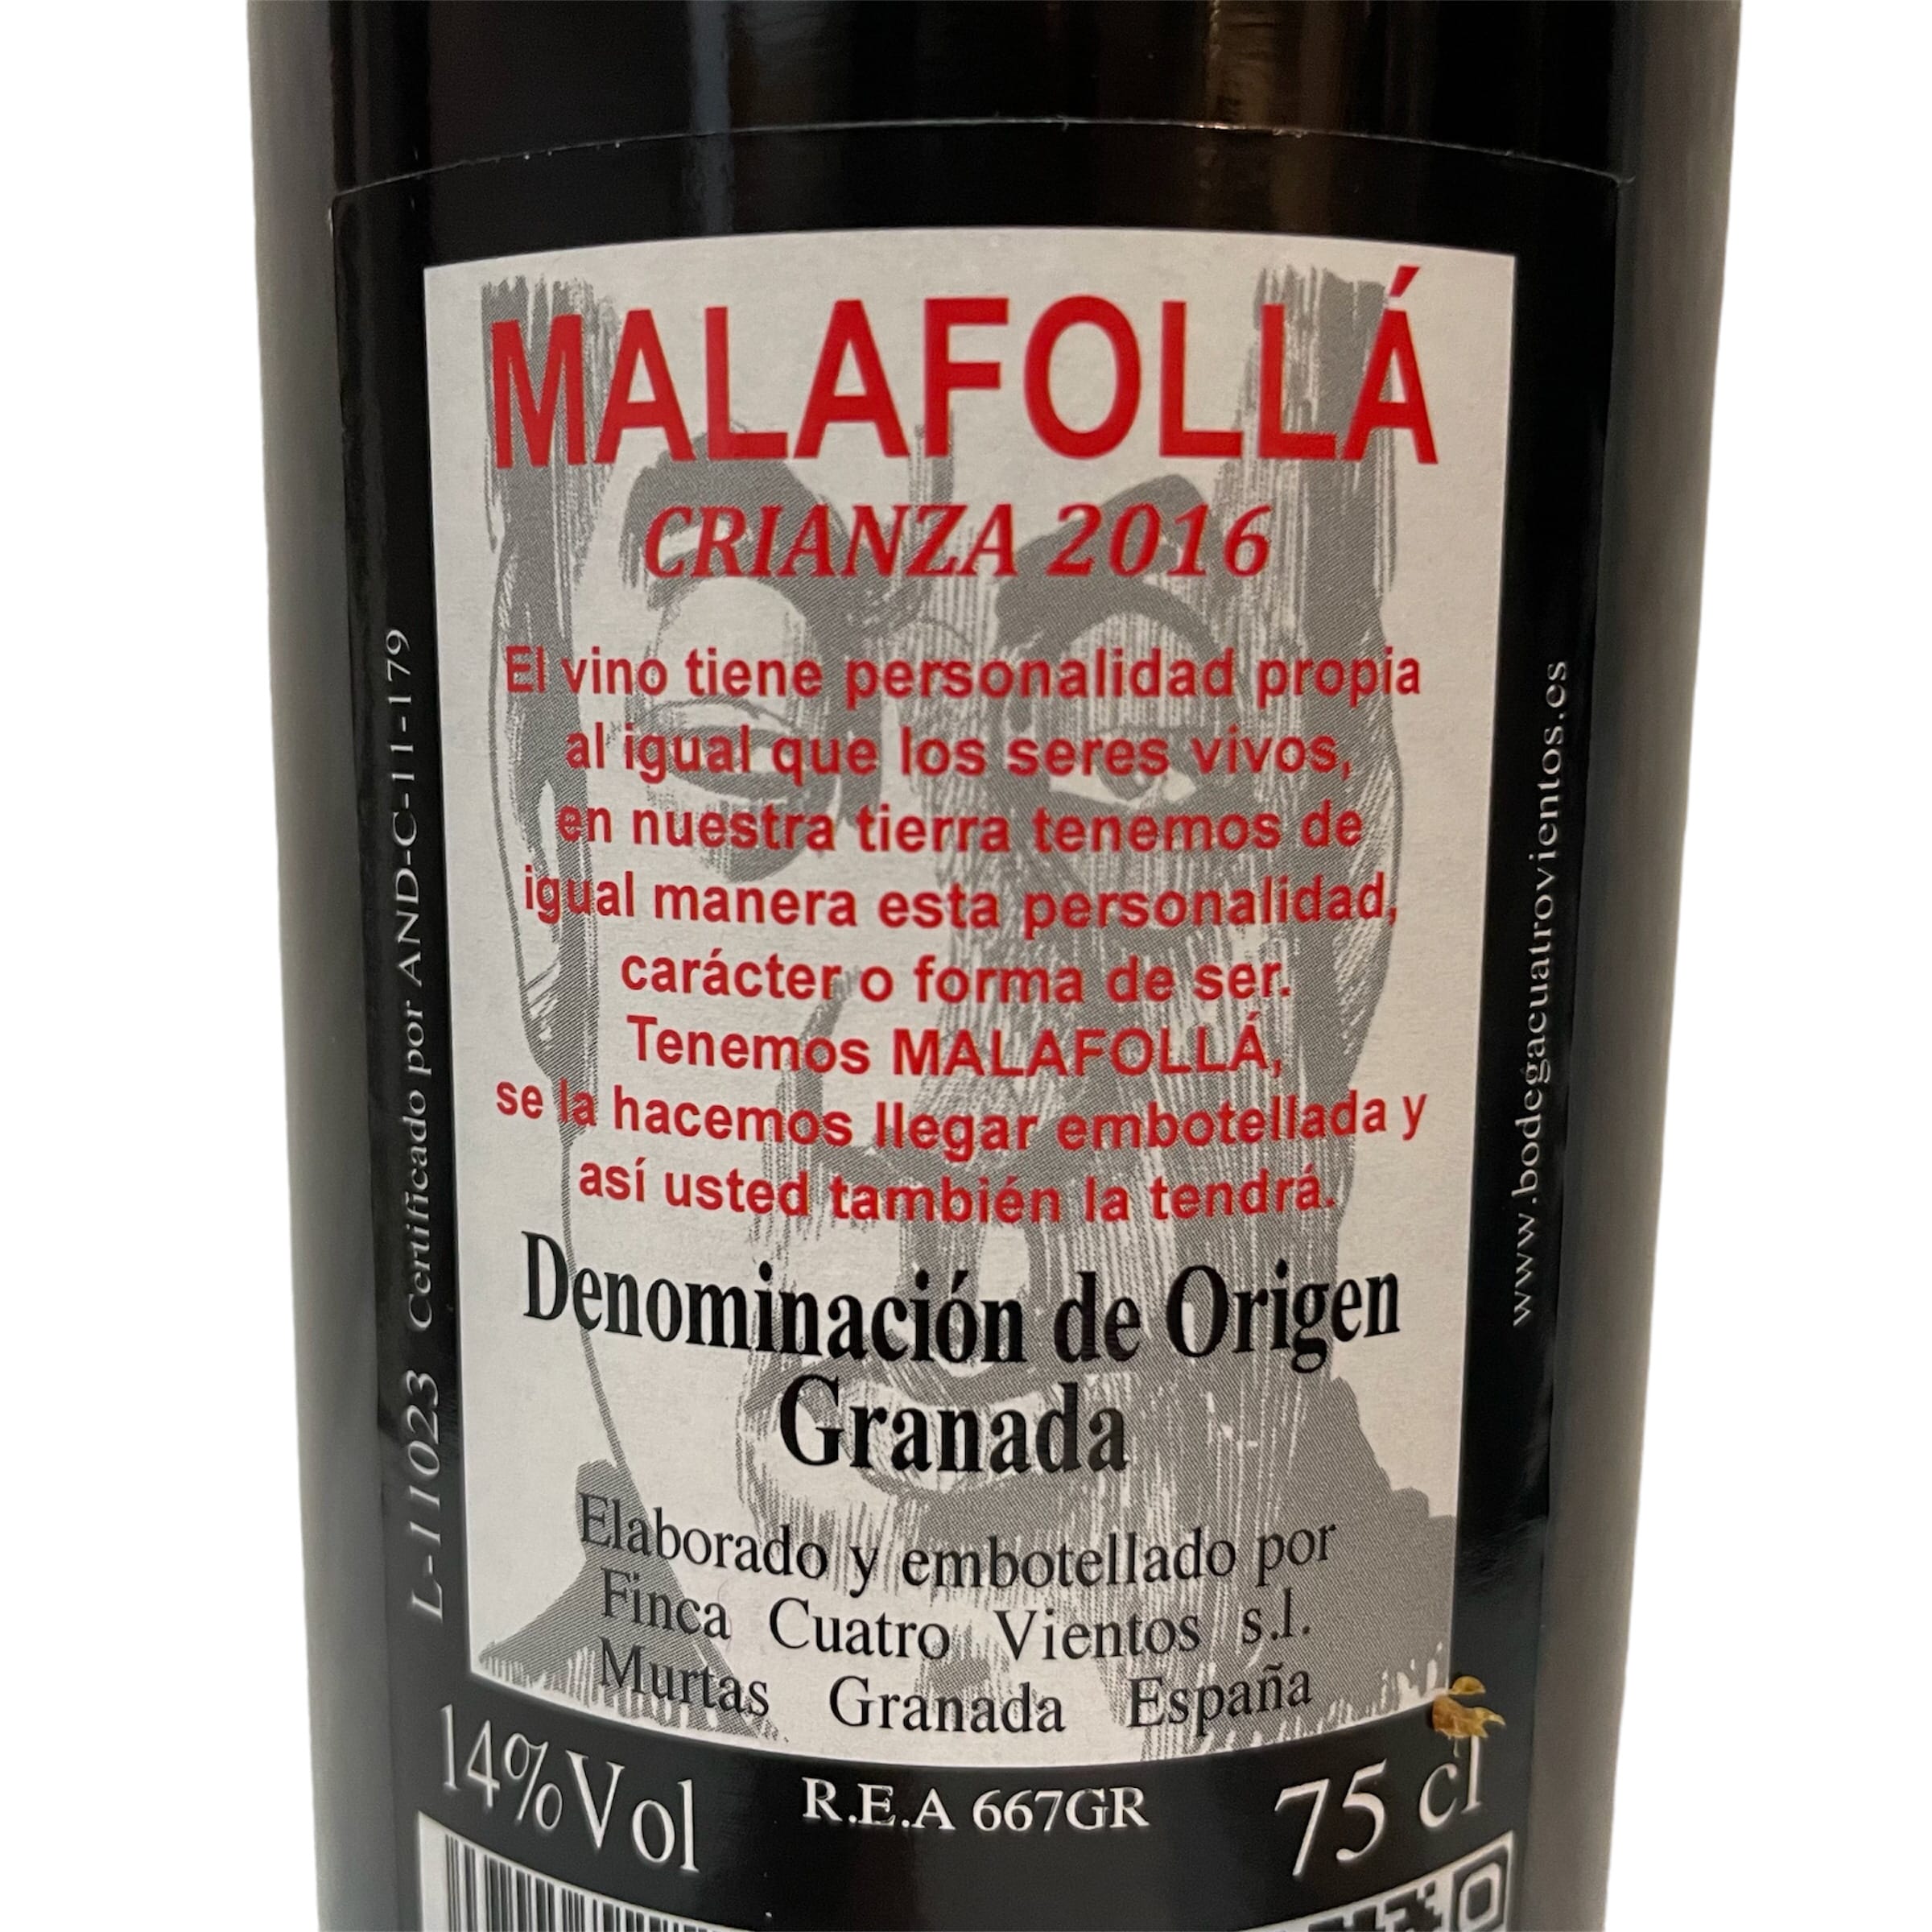 MALAFOLLÁ
CRIANZA 2016
El vino tiene personalidad propia
al igual que los seres vivos,
en nuestra tierra tenemos de
igual manera esta personalidad,
carácter o forma de ser.
Tenemos MALAFOLLÁ,
se la hacemos llegar embotellada y
así usted también la tendrá.
Denominación de Origen
Granada
Elaborado y embotellado por
Finca Cuatro Vientos s.l.
Murtas Granada España
14%Vol R.E.A 667GR 75 cl
L-11023 Certificado por AND-C-11-179
www.bodegacuatrovientos.es